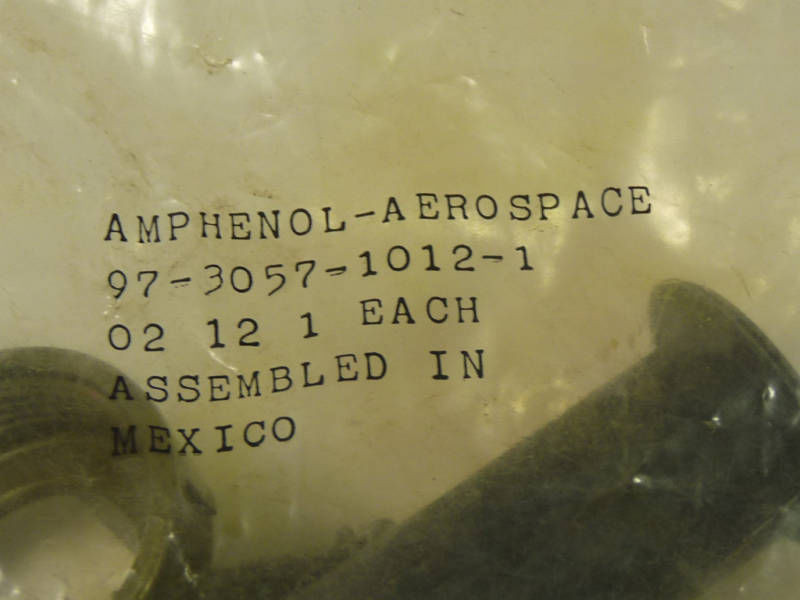 AMPHENOL-AEROSPACE
97-3057-1012-1
02 12 1 EACH
ASSEMBLED IN
MEXICO